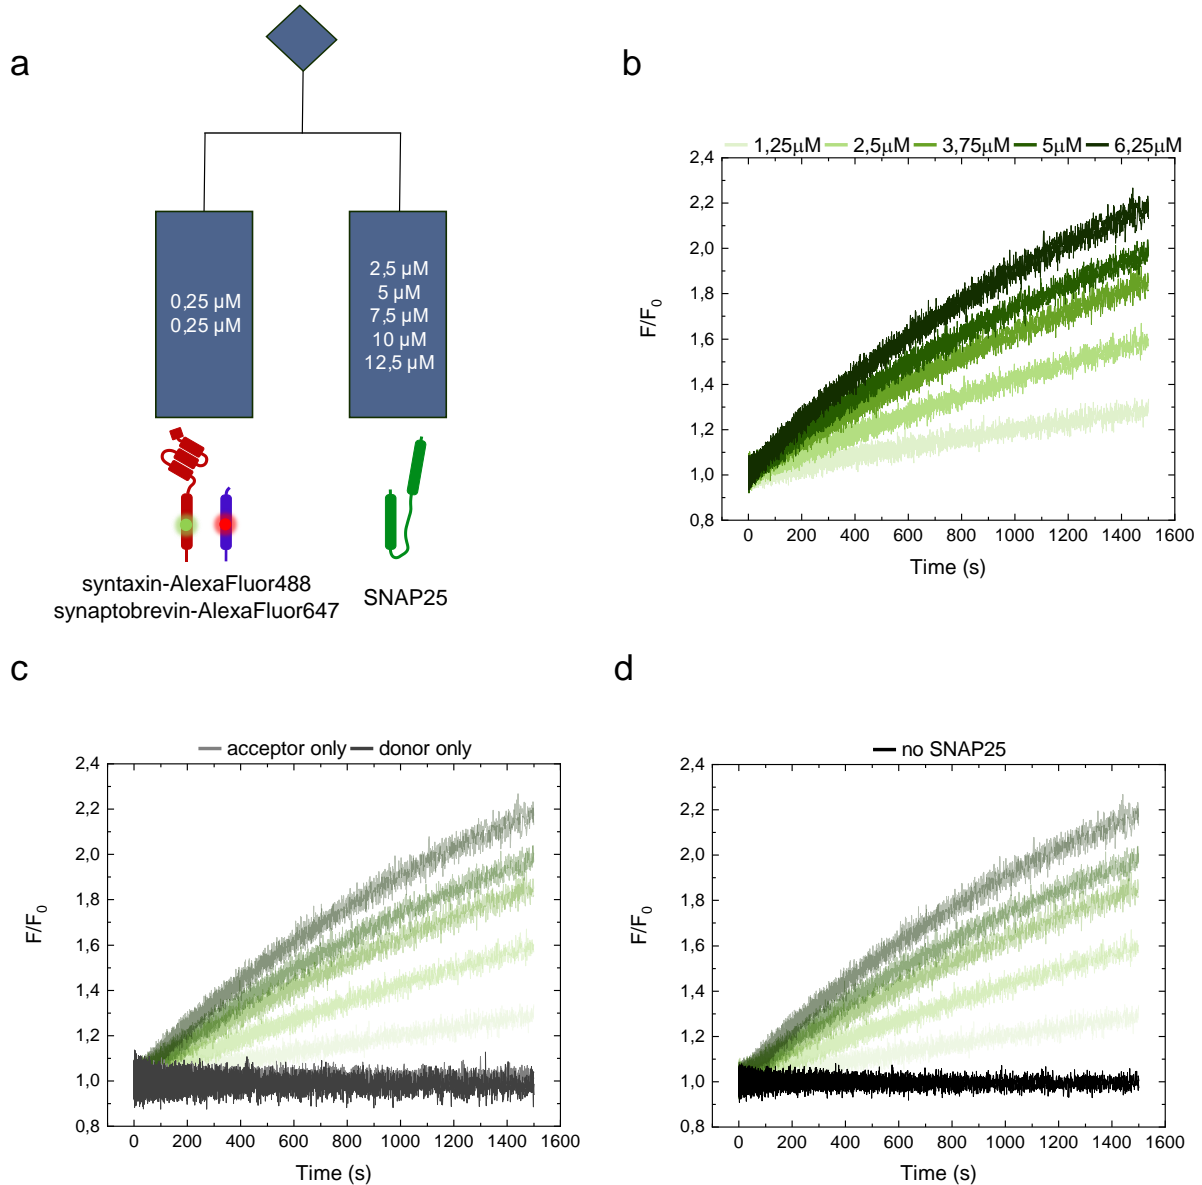 a
0,25 µM
0,25 µM
2,5 µM
5 µM
7,5 µM
10 µM
12,5 µM
syntaxin-AlexaFluor488
synaptobrevin-AlexaFluor647
SNAP25
b
1,25µM 2,5µM 3,75µM 5µM 6,25µM
2,4
2,2
2,0
1,8
1,6
1,4
1,2
1,0
0,8
F/F0
0 200 400 600 800 1000 1200 1400 1600
Time (s)
c
acceptor only donor only
2,4
2,2
2,0
1,8
1,6
1,4
1,2
1,0
0,8
F/F0
0 200 400 600 800 1000 1200 1400 1600
Time (s)
d
no SNAP25
2,4
2,2
2,0
1,8
1,6
1,4
1,2
1,0
0,8
F/F0
0 200 400 600 800 1000 1200 1400 1600
Time (s)